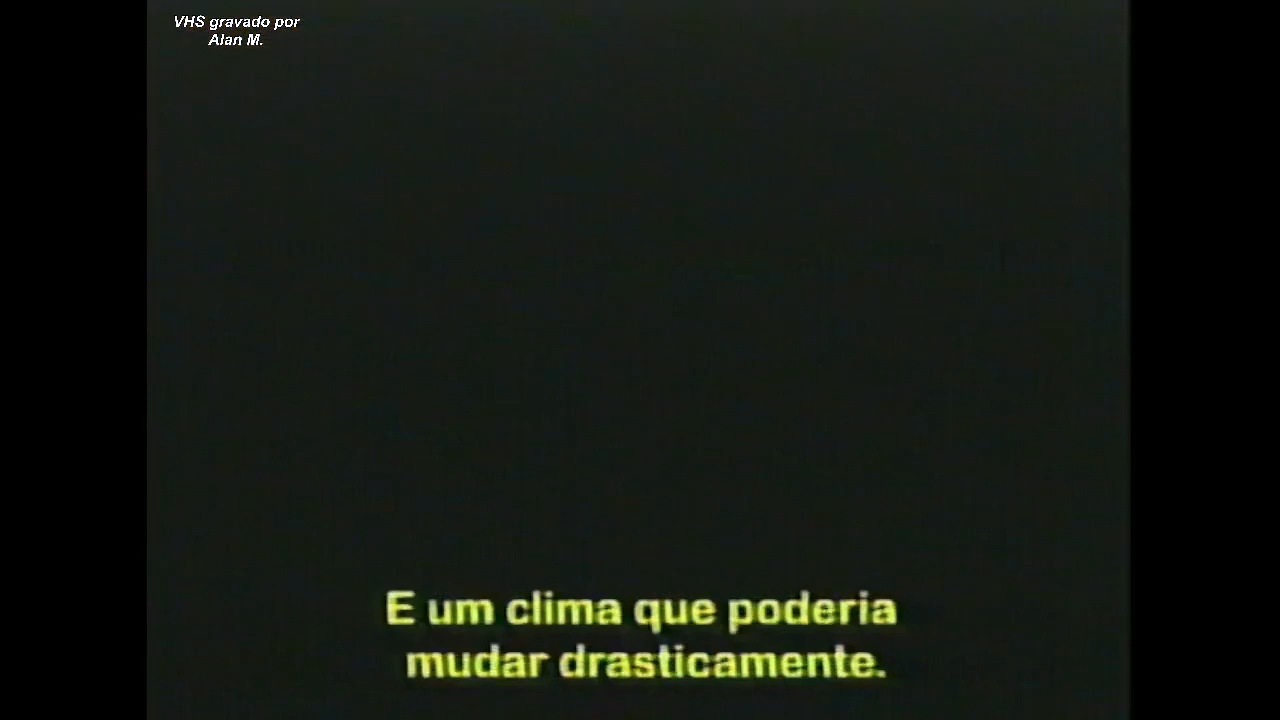 VHS gravado por
Alan M.
E um clima que poderia
mudar drasticamente.